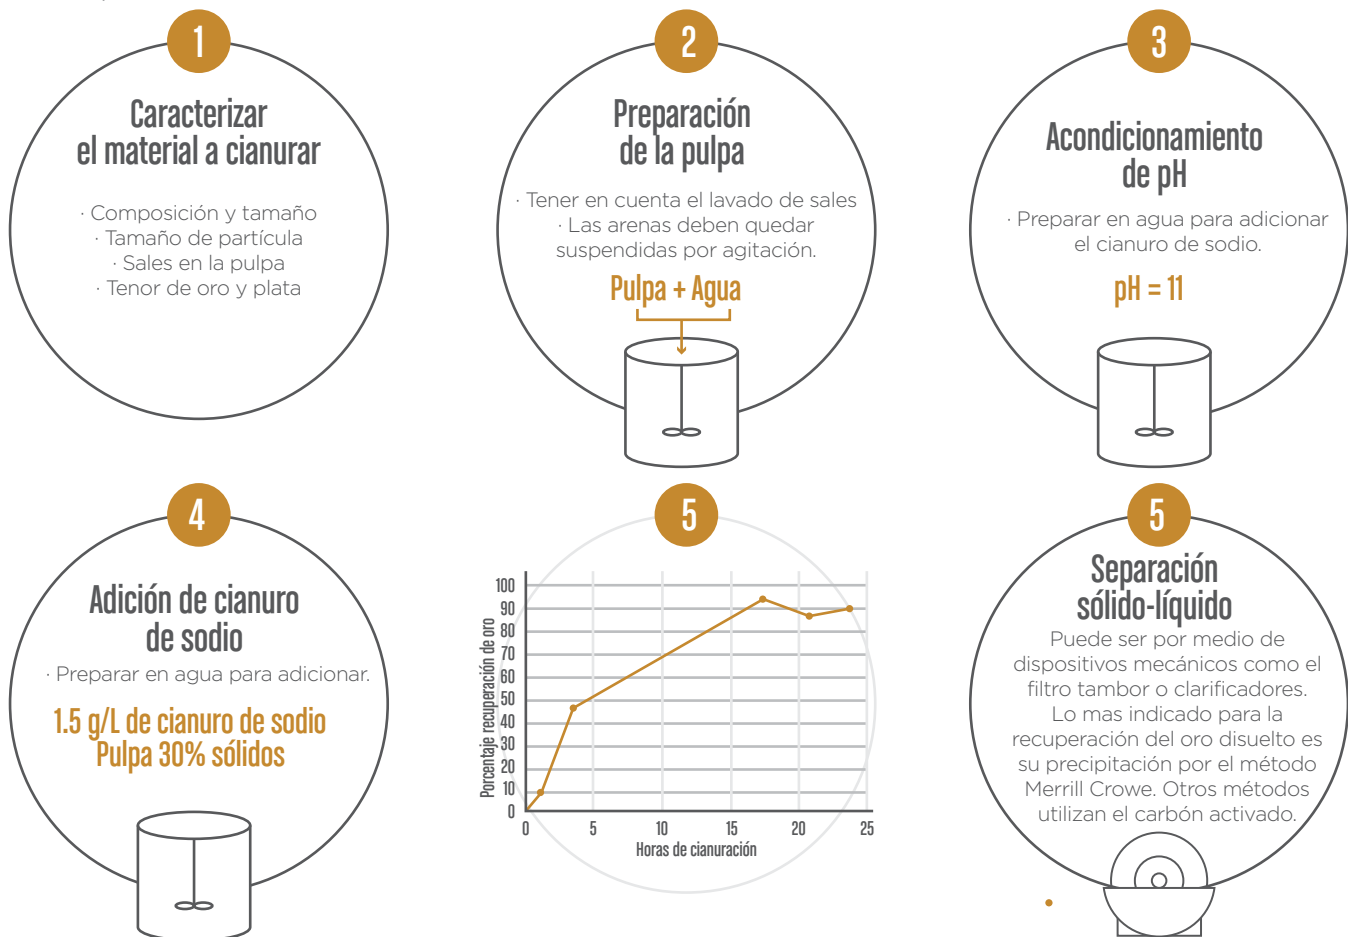 1
Caracterizar
el material a cianurar
· Composición y tamaño
· Tamaño de partícula
· Sales en la pulpa
· Tenor de oro y plata
2
Preparación
de la pulpa
· Tener en cuenta el lavado de sales
· Las arenas deben quedar
suspendidas por agitación.
Pulpa + Agua
3
Acondicionamiento
de pH
· Preparar en agua para adicionar
el cianuro de sodio.
pH = 11
4
Adición de cianuro
de sodio
· Preparar en agua para adicionar.
1.5 g/L de cianuro de sodio
Pulpa 30% sólidos
5
Porcentaje recuperación de oro
100
90
80
70
60
50
40
30
20
10
0
0 5 10 15 20 25
Horas de cianuración
5
Separación
sólido-líquido
Puede ser por medio de
dispositivos mecánicos como el
filtro tambor o clarificadores.
Lo mas indicado para la
recuperación del oro disuelto es
su precipitación por el método
Merrill Crowe. Otros métodos
utilizan el carbón activado.